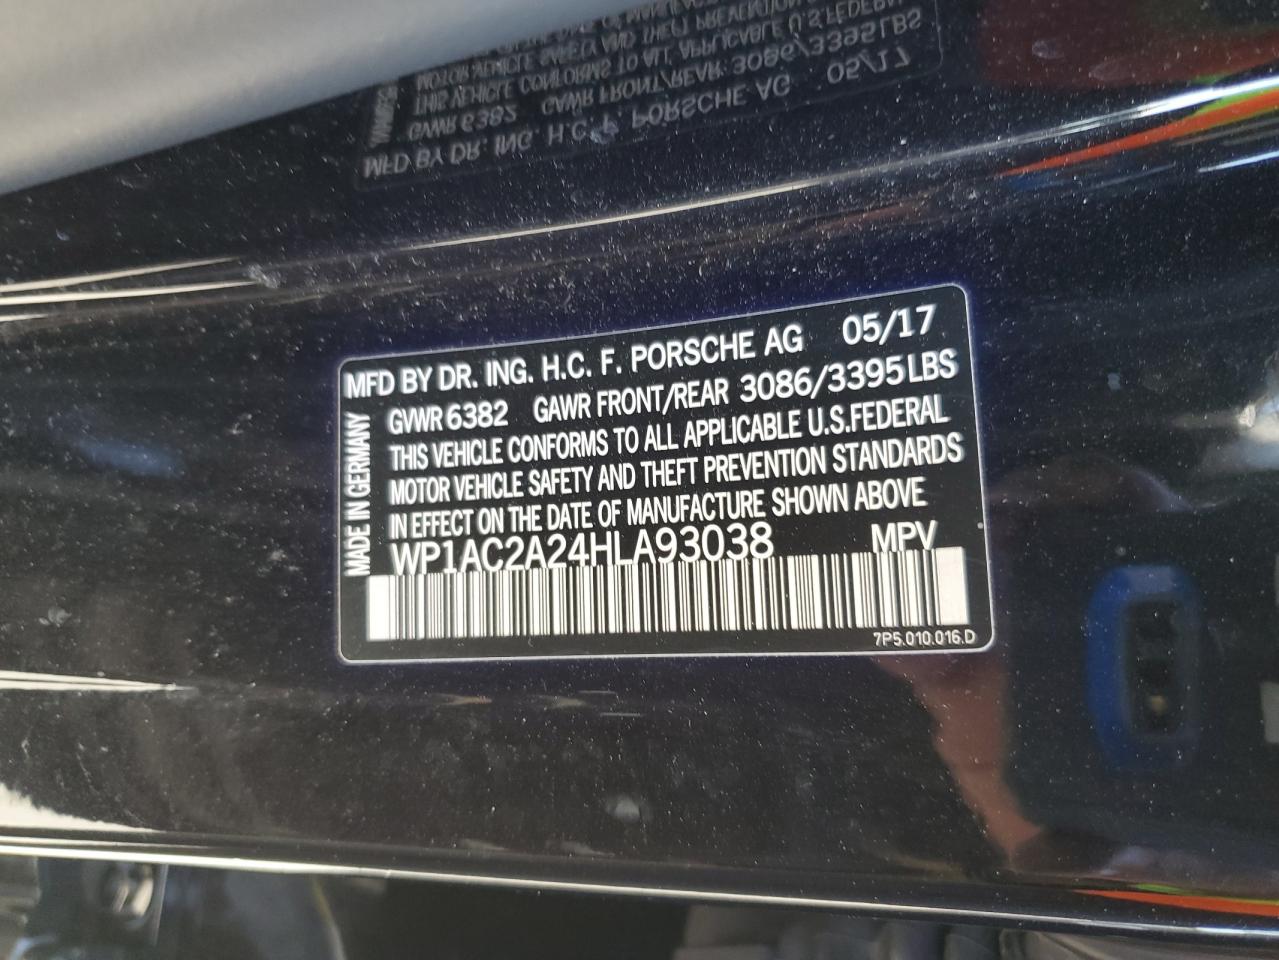 MFD BY DR. ING. H.C. F. PORSCHE AG 05/17
GVWR 6382 GAWR FRONT/REAR 3086/3395 LBS
THIS VEHICLE CONFORMS TO ALL APPLICABLE U.S.FEDERAL
MOTOR VEHICLE SAFETY AND THEFT PREVENTION STANDARDS
IN EFFECT ON THE DATE OF MANUFACTURE SHOWN ABOVE
WP1AC2A24HLA93038 MPV
7P5.010.016.D
MADE IN GERMANY